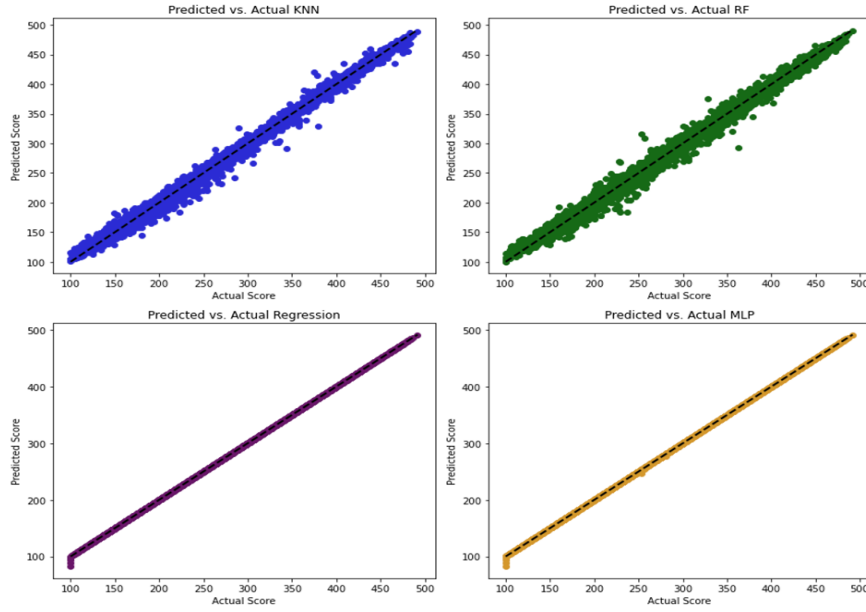 Predicted vs. Actual KNN
Predicted Score
500
450
400
350
300
250
200
150
100
100 150 200 250 300 350 400 450 500
Actual Score
Predicted vs. Actual RF
Predicted Score
500
450
400
350
300
250
200
150
100
100 150 200 250 300 350 400 450 500
Actual Score
Predicted vs. Actual Regression
Predicted Score
500
400
300
200
100
100 150 200 250 300 350 400 450 500
Actual Score
Predicted vs. Actual MLP
Predicted Score
500
400
300
200
100
100 150 200 250 300 350 400 450 500
Actual Score